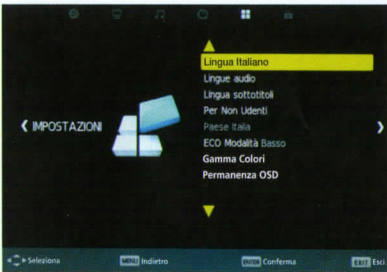 Lingua Italiano
Lingue audio
Lingua sottotitoli
Per Non Udenti
❮ IMPOSTAZIONI ❯
Paese Italia
ECO Modalità Basso
Gamma Colori
Permanenza OSD
Seleziona MENU Indietro ENTER Conferma EXIT Esci